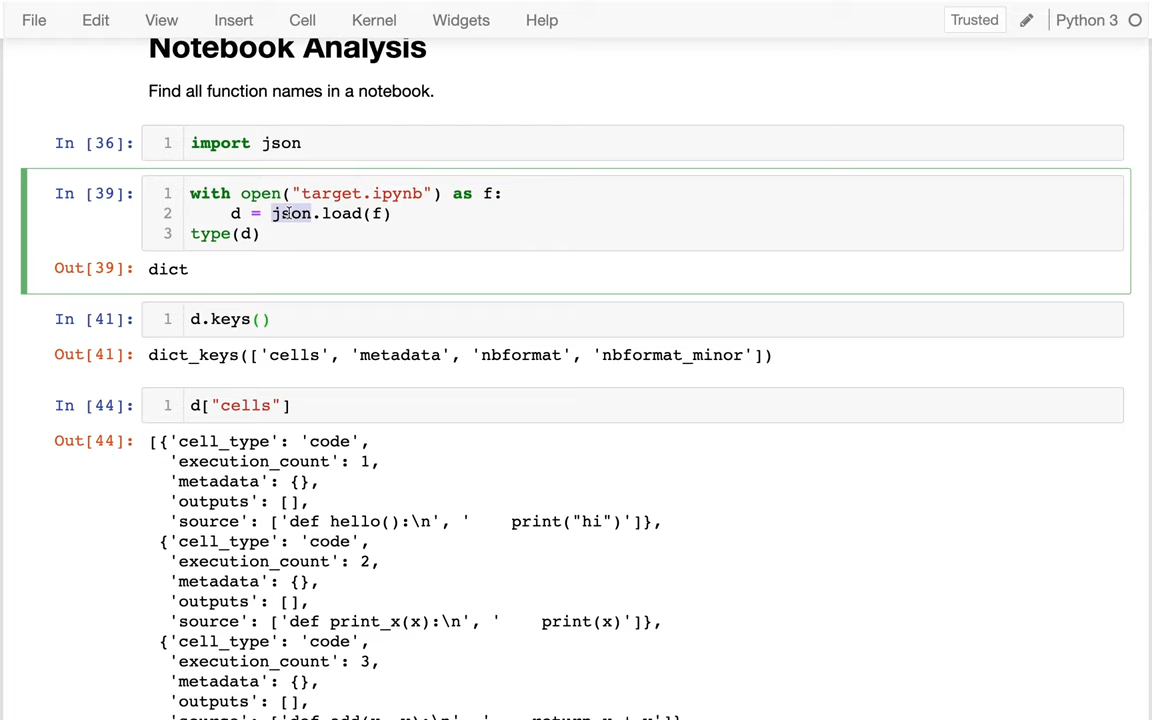 File Edit View Insert Cell Kernel Widgets Help Trusted Python 3
Notebook Analysis
Find all function names in a notebook.
In [36]: 1 import json
In [39]: 1 with open("target.ipynb") as f:
2 d = json.load(f)
3 type(d)
Out[39]: dict
In [41]: 1 d.keys()
Out[41]: dict_keys(['cells', 'metadata', 'nbformat', 'nbformat_minor'])
In [44]: 1 d["cells"]
Out[44]: [{'cell_type': 'code',
'execution_count': 1,
'metadata': {},
'outputs': [],
'source': ['def hello():\n', '    print("hi")']},
{'cell_type': 'code',
'execution_count': 2,
'metadata': {},
'outputs': [],
'source': ['def print_x(x):\n', '    print(x)']},
{'cell_type': 'code',
'execution_count': 3,
'metadata': {},
'outputs': [],
'source': ['def add(x, y):\n', '    return x + y']},